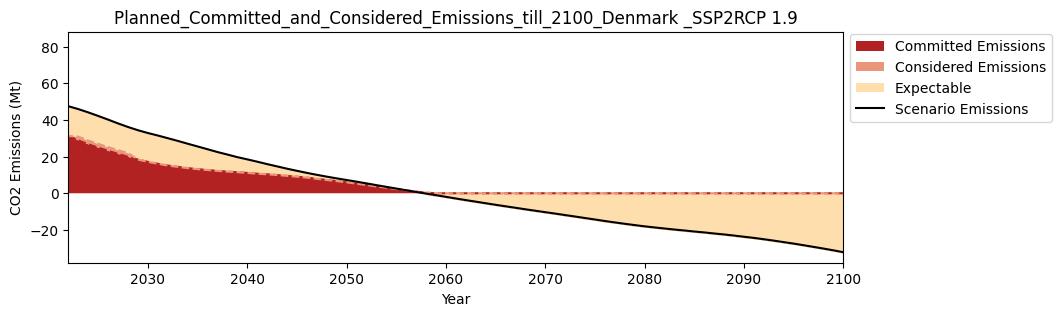 Planned_Committed_and_Considered_Emissions_till_2100_Denmark _SSP2RCP 1.9
CO2 Emissions (Mt)
80
60
40
20
0
−20
2030 2040 2050 2060 2070 2080 2090 2100
Year
Committed Emissions
Considered Emissions
Expectable
Scenario Emissions